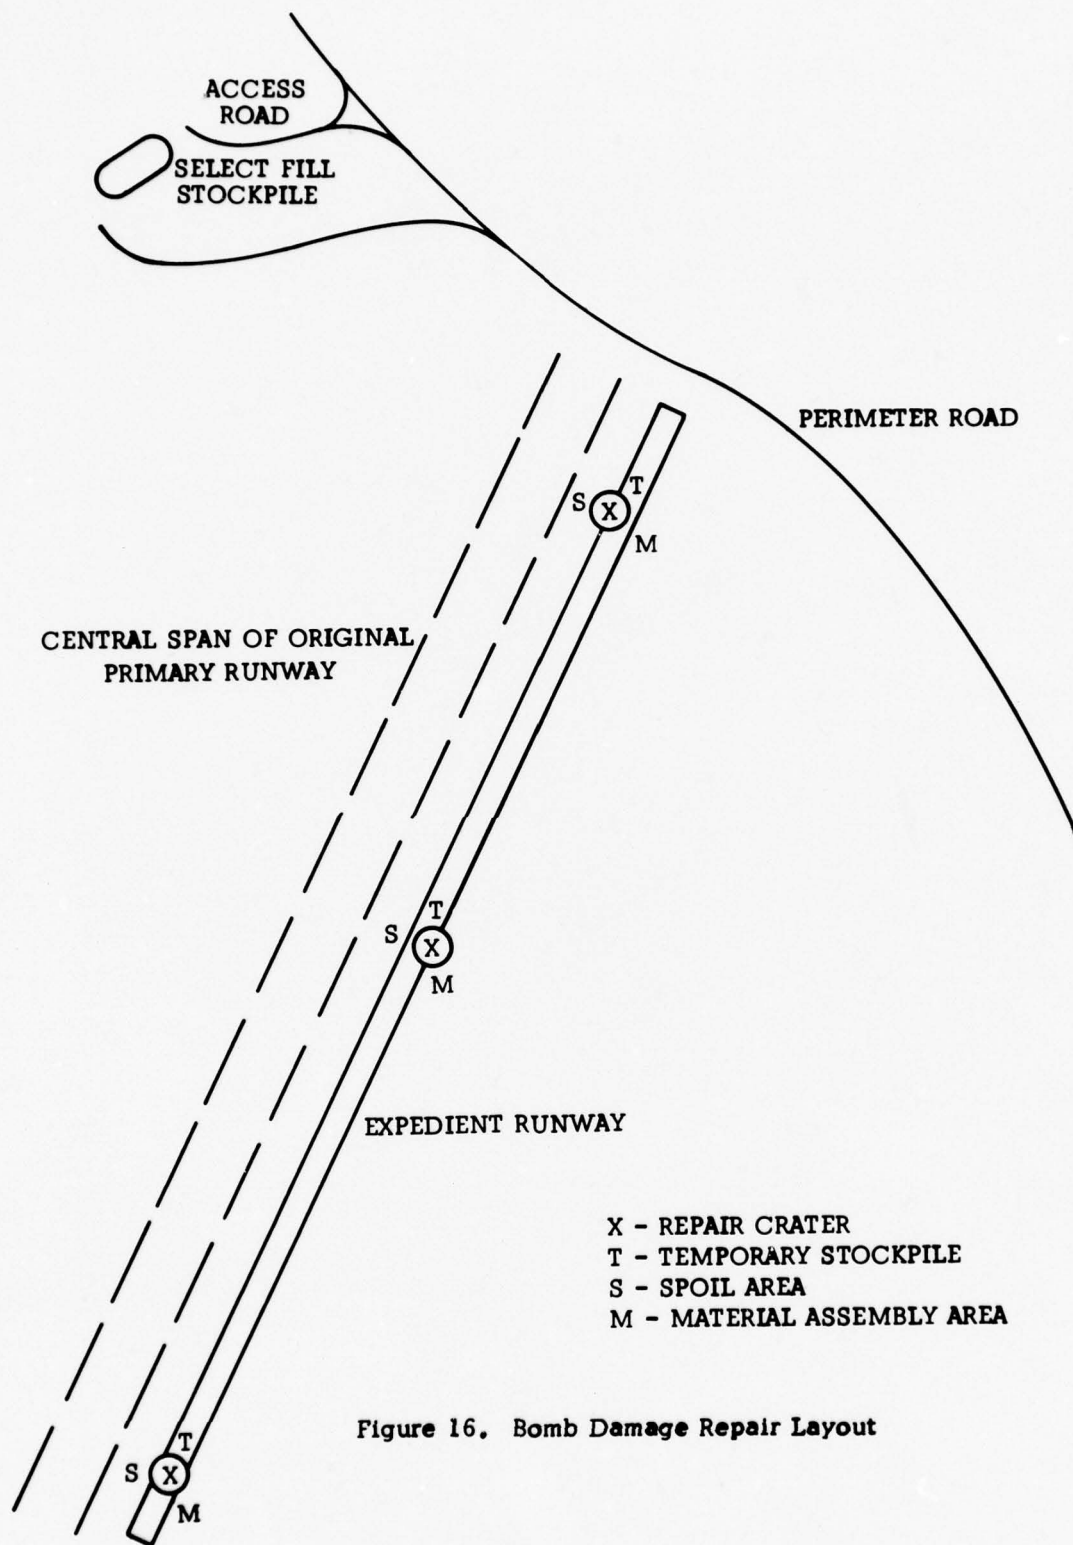 ACCESS
ROAD
SELECT FILL
STOCKPILE
PERIMETER ROAD
T
S
X
M
CENTRAL SPAN OF ORIGINAL
PRIMARY RUNWAY
T
S
X
M
EXPEDIENT RUNWAY
X - REPAIR CRATER
T - TEMPORARY STOCKPILE
S - SPOIL AREA
M - MATERIAL ASSEMBLY AREA
Figure 16. Bomb Damage Repair Layout
T
S
X
M